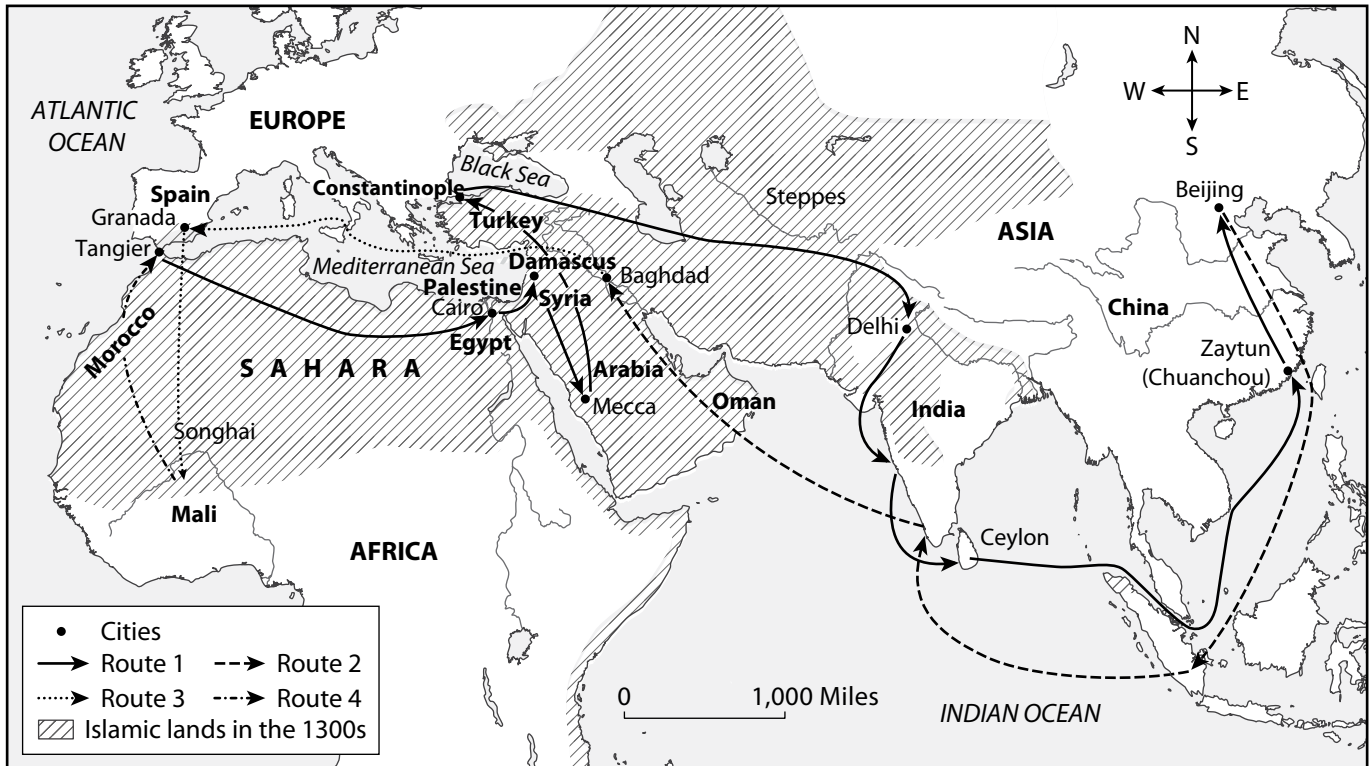 N
W E
S
ATLANTIC
OCEAN
EUROPE
Black Sea
Spain
Constantinople
Steppes
Beijing
Granada
Turkey
ASIA
Tangier
Mediterranean Sea
Damascus
Baghdad
Palestine
Cairo
Syria
China
Delhi
Morocco
Egypt
SAHARA
Arabia
Zaytun
(Chuanchou)
Mecca
Oman
India
Songhai
Mali
AFRICA
Ceylon
Cities
Route 1 Route 2
Route 3 Route 4
Islamic lands in the 1300s
0 1,000 Miles
INDIAN OCEAN